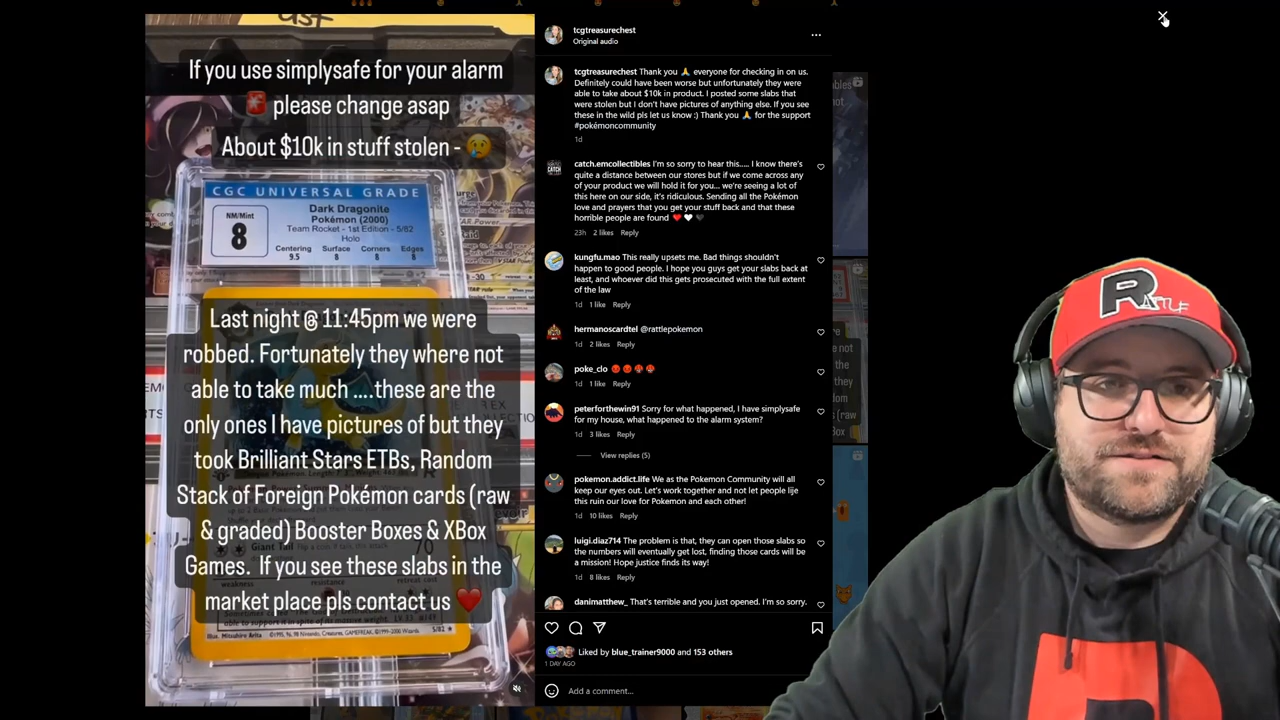 If you use simplysafe for your alarm
🚨 please change asap
About $10k in stuff stolen - 😢
CGC UNIVERSAL GRADE
NM/Mint
8
Dark Dragonite
Pokémon (2000)
Team Rocket - 1st Edition - 5/82
Holo
Centering
9.5
Surface
8
Corners
8
Edges
8
Last night @ 11:45pm we were
robbed. Fortunately they where not
able to take much ....these are the
only ones I have pictures of but they
took Brilliant Stars ETBs, Random
Stack of Foreign Pokémon cards (raw
& graded) Booster Boxes & XBox
Games. If you see these slabs in the
market place pls contact us ❤️
5/82
tcgtreasurechest
Original audio
tcgtreasurechest Thank you 🙏 everyone for checking in on us.
Definitely could have been worse but unfortunately they were
able to take about $10k in product. I posted some slabs that
were stolen but I don't have pictures of anything else. If you see
these in the wild pls let us know :) Thank you 🙏 for the support
#pokémoncommunity
1d
catch.emcollectibles I'm so sorry to hear this..... I know there's
quite a distance between our stores but if we come across any
of your product we will hold it for you... we're seeing a lot of
this here on our side, it's ridiculous. Sending all the Pokémon
love and prayers that you get your stuff back and that these
horrible people are found ❤️ 🤍 🖤
23h 2 likes Reply
kungfu.mao This really upsets me. Bad things shouldn't
happen to good people. I hope you guys get your slabs back at
least, and whoever did this gets prosecuted with the full extent
of the law
1d 1 like Reply
hermanoscardtel @rattlepokemon
1d 2 likes Reply
poke_clo 😡 😡 👹 👹
1d 1 like Reply
peterforthewin91 Sorry for what happened, I have simplysafe
for my house, what happened to the alarm system?
1d 3 likes Reply
View replies (5)
pokemon.addict.life We as the Pokemon Community will all
keep our eyes out. Let's work together and not let people lije
this ruin our love for Pokemon and each other!
1d 10 likes Reply
luigi.diaz714 The problem is that, they can open those slabs so
the numbers will eventually get lost, finding those cards will be
a mission! Hope justice finds its way!
1d 8 likes Reply
danimatthew_ That's terrible and you just opened. I'm so sorry.
Liked by blue_trainer9000 and 153 others
1 DAY AGO
Add a comment...
RATTLE
R